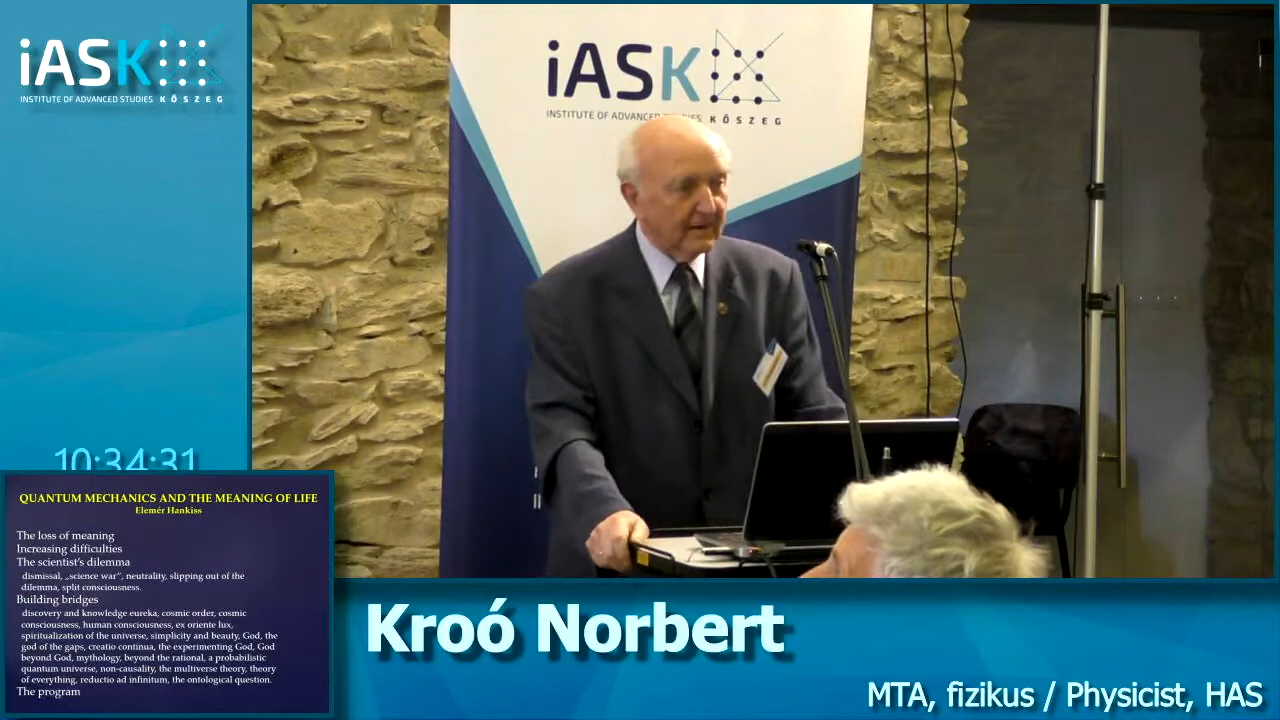 iASK
INSTITUTE OF ADVANCED STUDIES KŐSZEG
iASK
INSTITUTE OF ADVANCED STUDIES KŐSZEG
10:34:31
QUANTUM MECHANICS AND THE MEANING OF LIFE
Elemér Hankiss
The loss of meaning
Increasing difficulties
The scientist's dilemma
dismissal, „science war", neutrality, slipping out of the
dilemma, split consciousness.
Building bridges
discovery and knowledge eureka, cosmic order, cosmic
consciousness, human consciousness, ex oriente lux,
spiritualization of the universe, simplicity and beauty, God, the
god of the gaps, creatio continua, the experimenting God, God
beyond God, mythology, beyond the rational, a probabilistic
quantum universe, non-causality, the multiverse theory, theory
of everything, reductio ad infinitum, the ontological question.
The program
Kroó Norbert
MTA, fizikus / Physicist, HAS